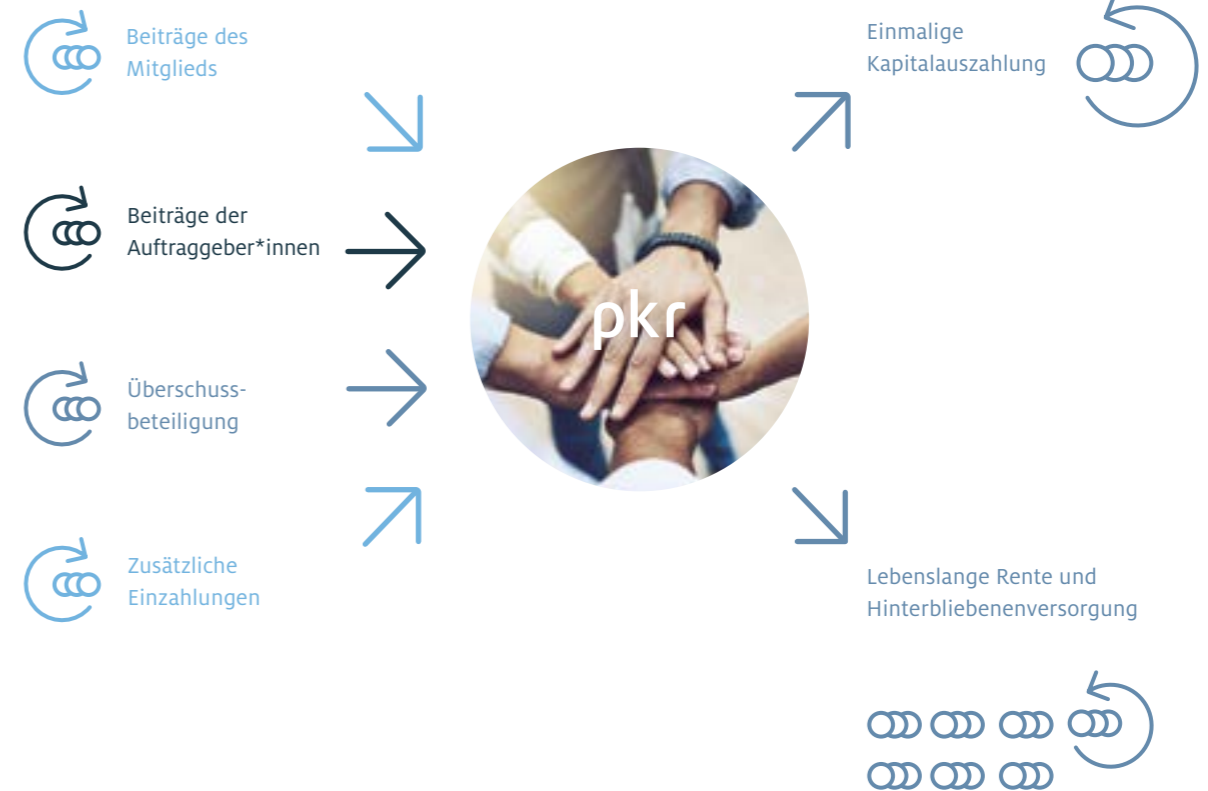 Beiträge des
Mitglieds
Beiträge der
Auftraggeber*innen
Überschuss-
beteiligung
Zusätzliche
Einzahlungen
pkr
Einmalige
Kapitalauszahlung
Lebenslange Rente und
Hinterbliebenenversorgung